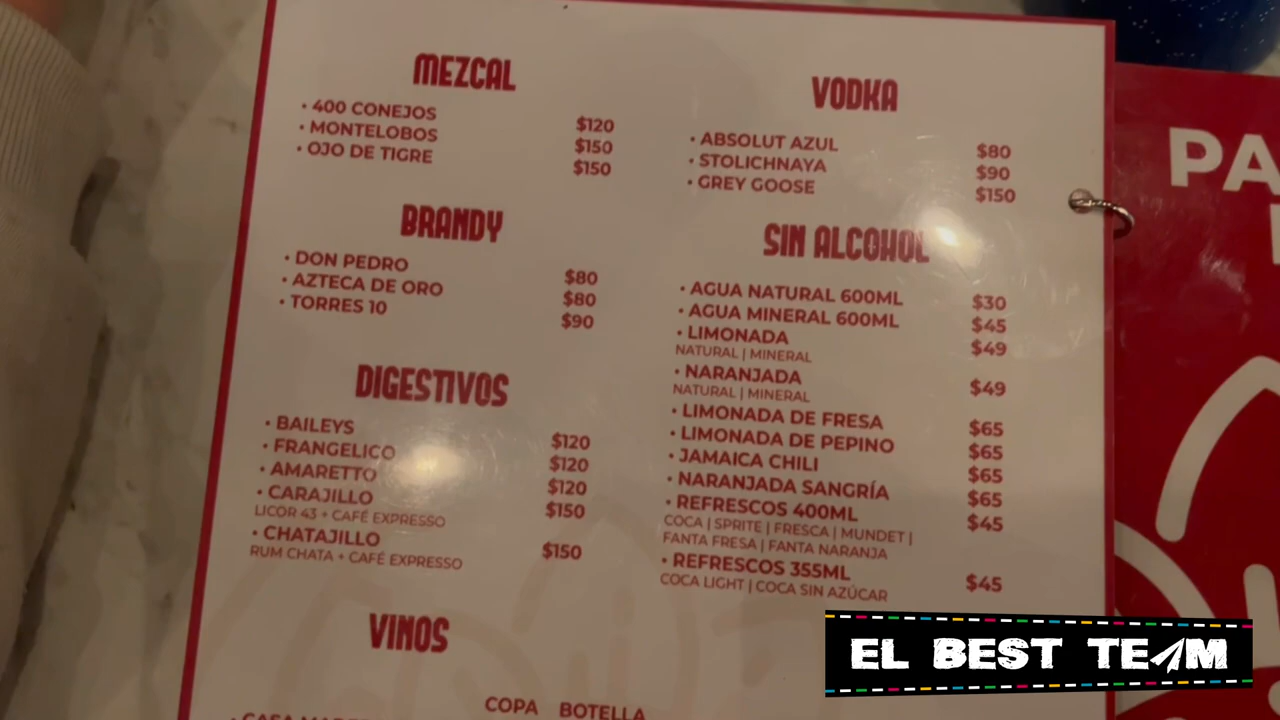 MEZCAL
• 400 CONEJOS $120
• MONTELOBOS $150
• OJO DE TIGRE $150
BRANDY
• DON PEDRO $80
• AZTECA DE ORO $80
• TORRES 10 $90
DIGESTIVOS
• BAILEYS $120
• FRANGELICO $120
• AMARETTO $120
• CARAJILLO $150
LICOR 43 + CAFÉ EXPRESSO
• CHATAJILLO $150
RUM CHATA + CAFÉ EXPRESSO
VINOS
COPA BOTELLA
VODKA
• ABSOLUT AZUL $80
• STOLICHNAYA $90
• GREY GOOSE $150
SIN ALCOHOL
• AGUA NATURAL 600ML $30
• AGUA MINERAL 600ML $45
• LIMONADA $49
NATURAL | MINERAL
• NARANJADA $49
NATURAL | MINERAL
• LIMONADA DE FRESA $65
• LIMONADA DE PEPINO $65
• JAMAICA CHILI $65
• NARANJADA SANGRÍA $65
• REFRESCOS 400ML $45
COCA | SPRITE | FRESCA | MUNDET |
FANTA FRESA | FANTA NARANJA
• REFRESCOS 355ML $45
COCA LIGHT | COCA SIN AZÚCAR
PA
EL BEST TEAM